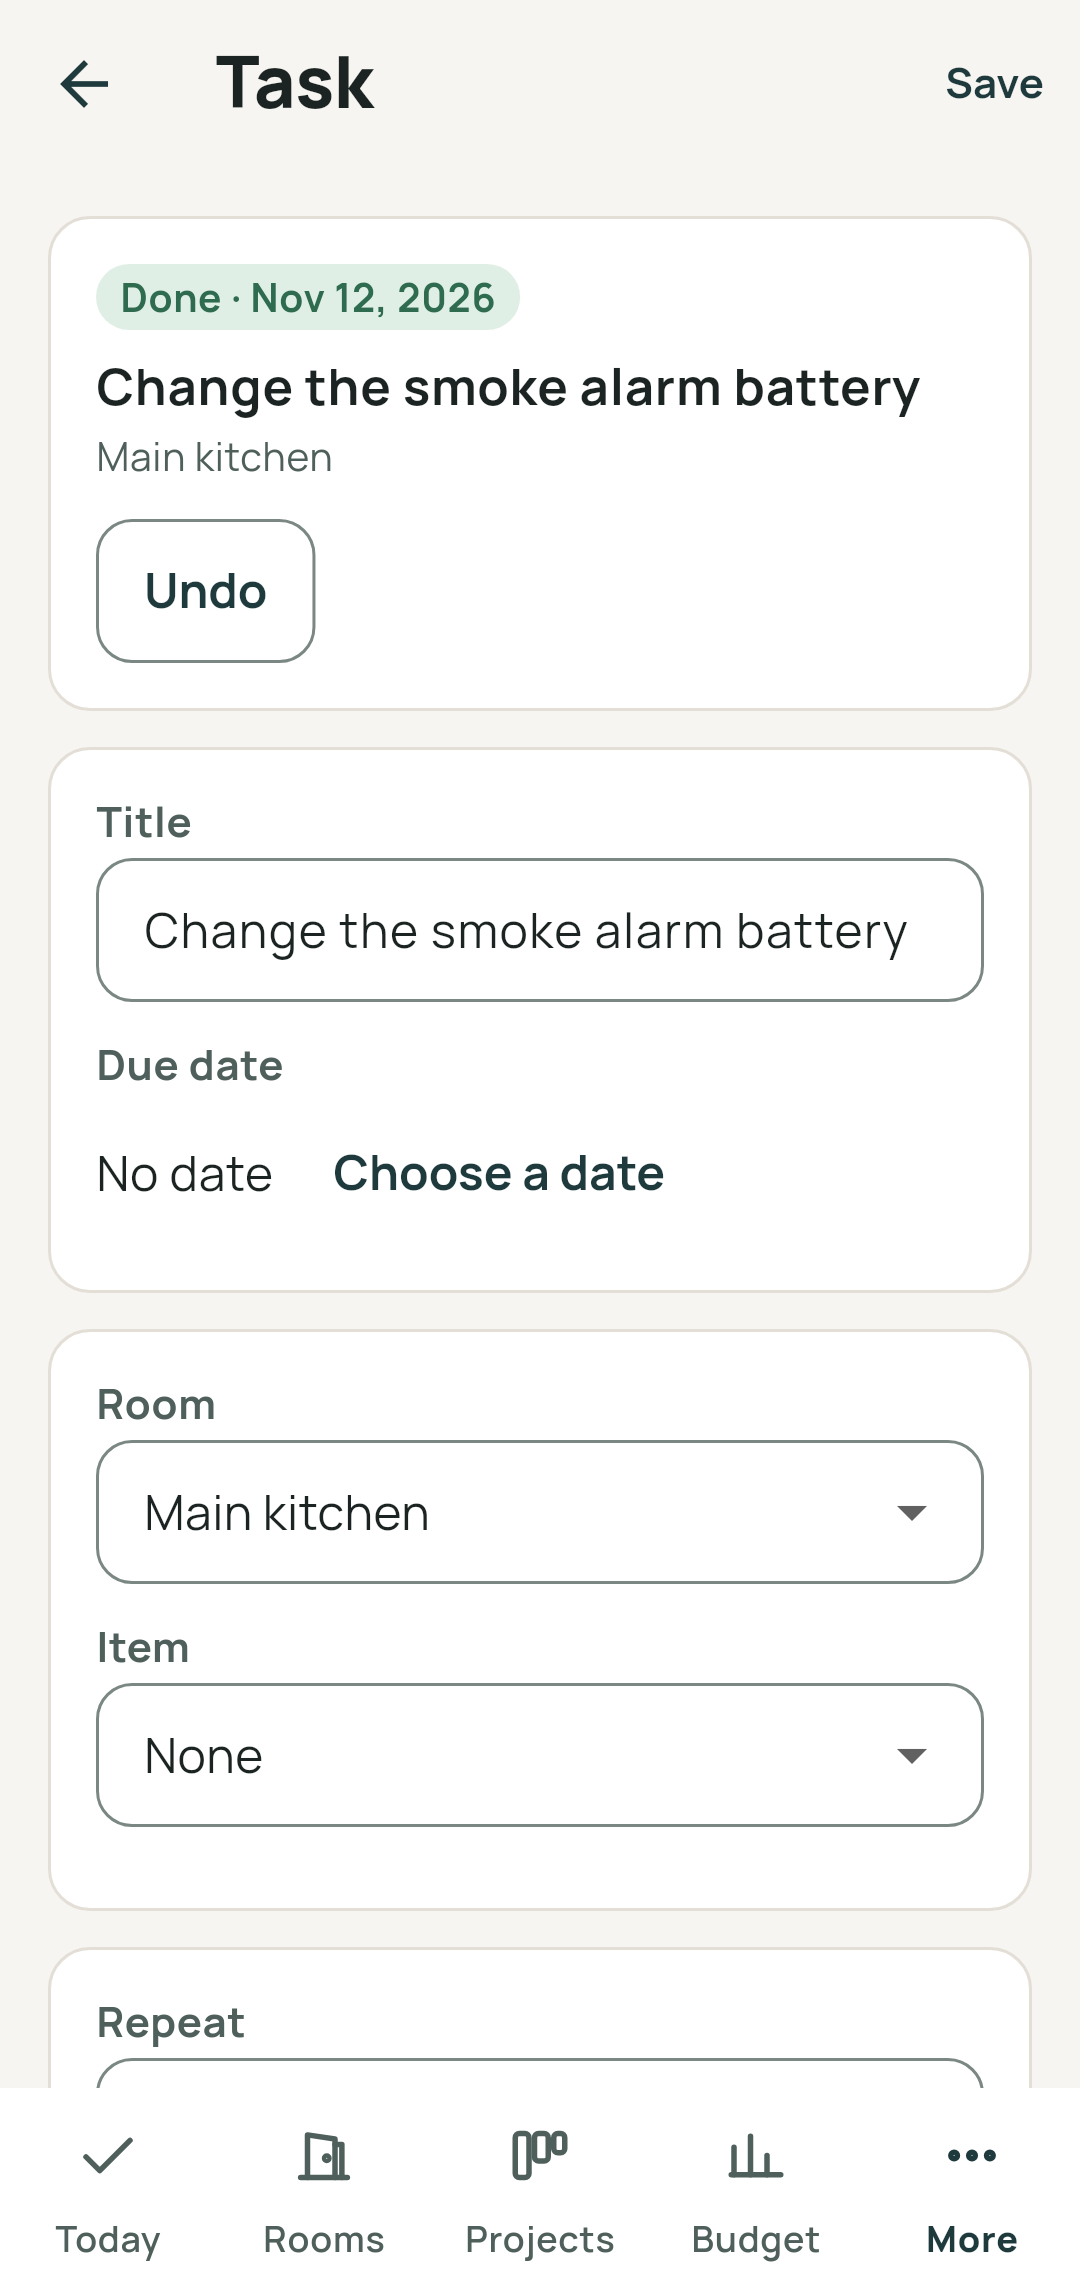 Task
Save
Done · Nov 12, 2026
Change the smoke alarm battery
Main kitchen
Undo
Title
Change the smoke alarm battery
Due date
No date
Choose a date
Room
Main kitchen
Item
None
Repeat
Today
Rooms
Projects
Budget
More